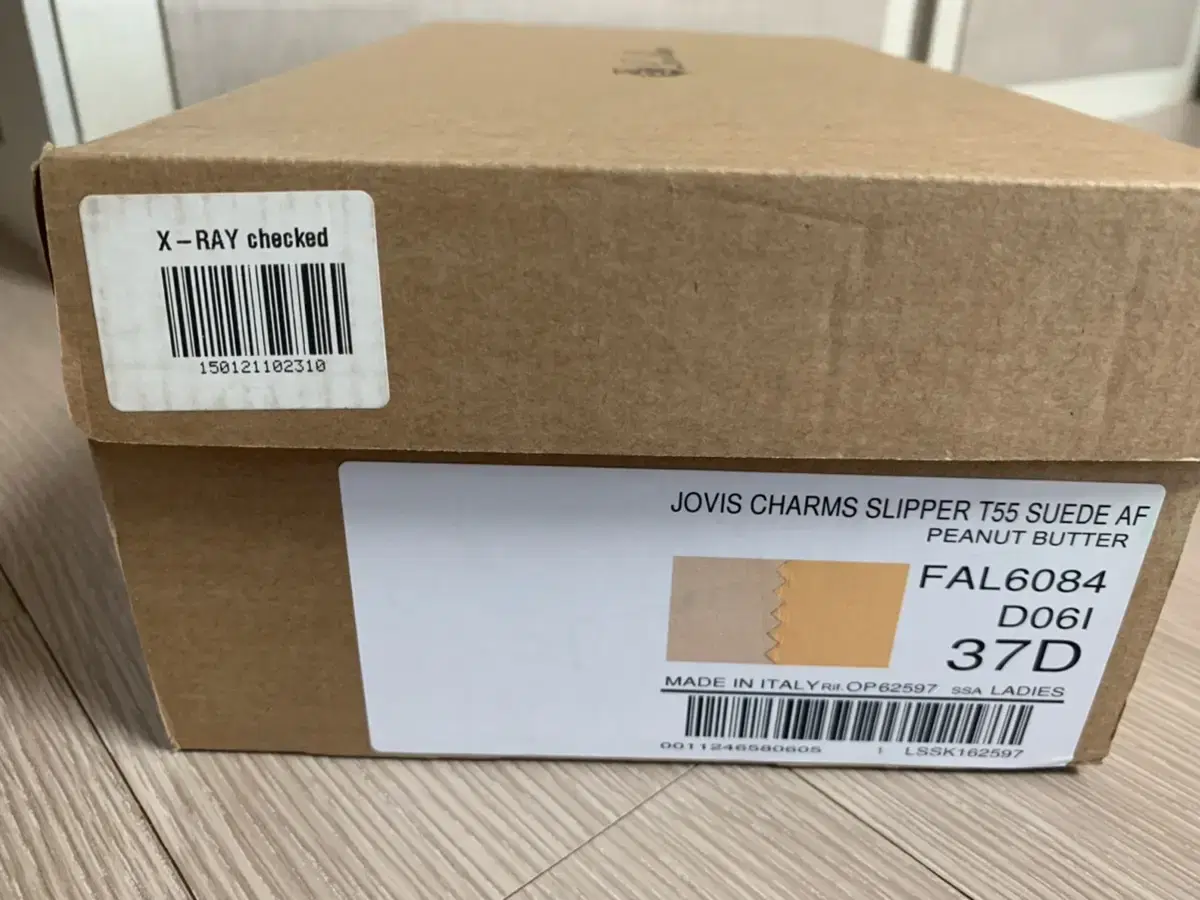 X-RAY checked
150121102310
JOVIS CHARMS SLIPPER T55 SUEDE AF
PEANUT BUTTER
FAL6084
D06I
37D
MADE IN ITALY Rif. OP62597 SSA LADIES
0011246580605 1 LSSK162597